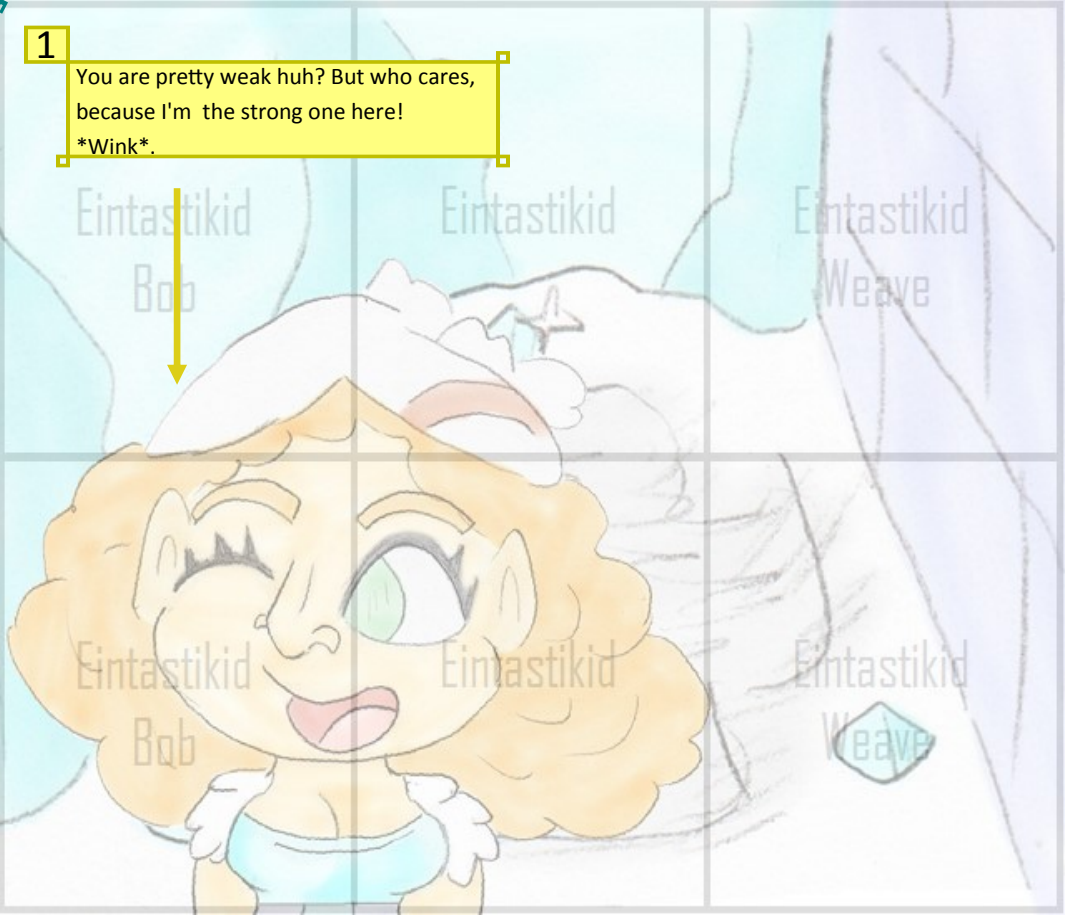 1
You are pretty weak huh? But who cares,
because I'm  the strong one here!
*Wink*.
Eintastikid Eintastikid Eintastikid
Bob Weave
Eintastikid Eintastikid Eintastikid
Bob Weave